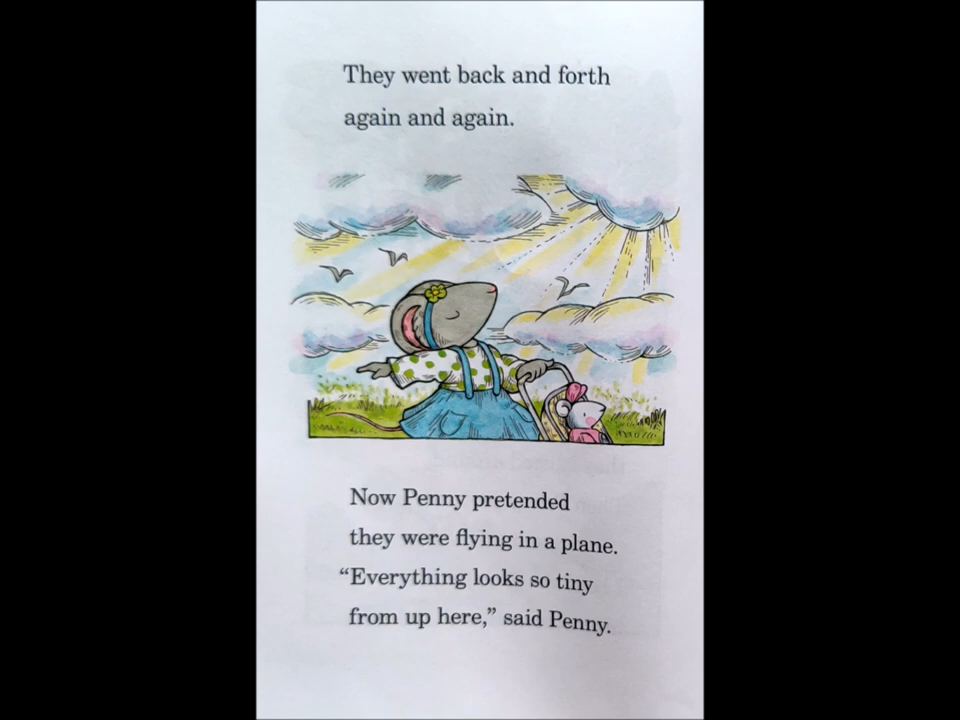 They went back and forth
again and again.
Now Penny pretended
they were flying in a plane.
“Everything looks so tiny
from up here,” said Penny.